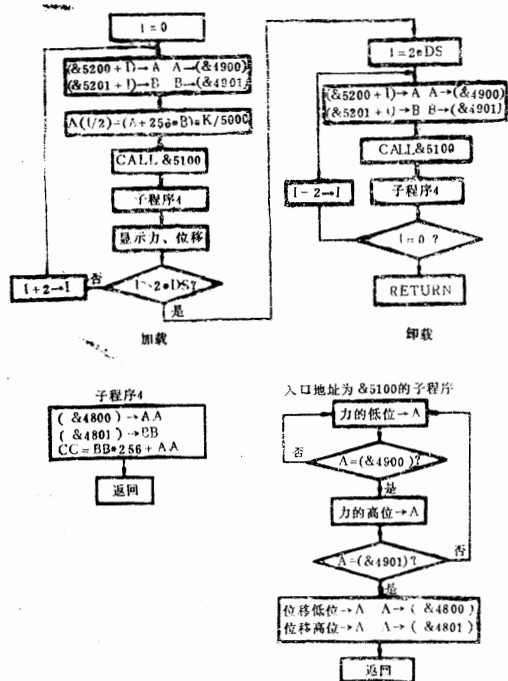 I=0
(&5200+I)→A A→(&4900)
(&5201+I)→B B→(&4901)
A(I/2)=(A+256*B)*K/5000
CALL &5100
子程序4
显示力、位移
I=2*DS?
否
I+2→I
是
加载
I=2*DS
(&5200+I)→A A→(&4900)
(&5201+I)→B B→(&4901)
CALL&5100
I-2→I
子程序4
I=0?
RETURN
卸载
子程序4
(&4800)→AA
(&4801)→BB
CC=BB*256+AA
返回
入口地址为&5100的子程序
力的低位→A
否
A=(&4900)?
是
力的高位→A
否
A=(&4901)?
是
位移低位→A A→(&4800)
位移高位→A A→(&4801)
返回